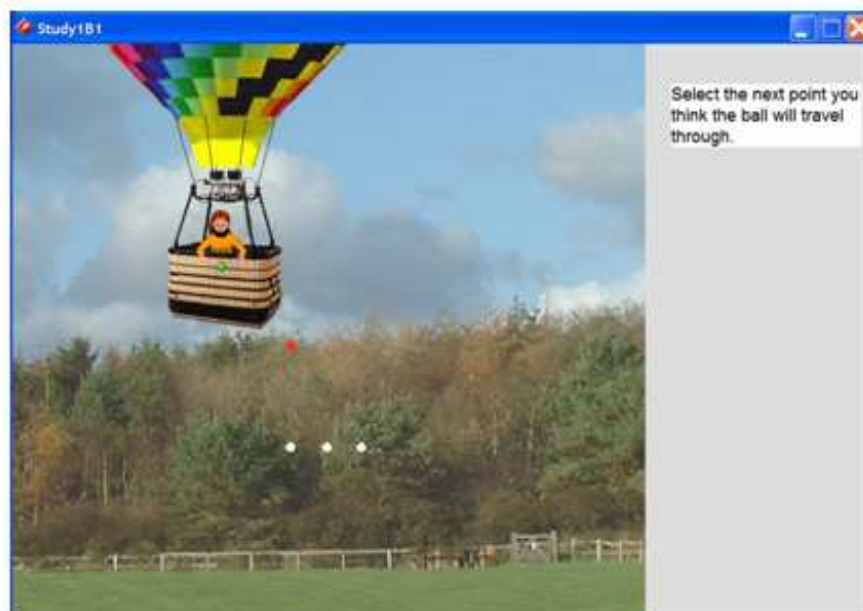 Study1B1
Select the next point you
think the ball will travel
through.